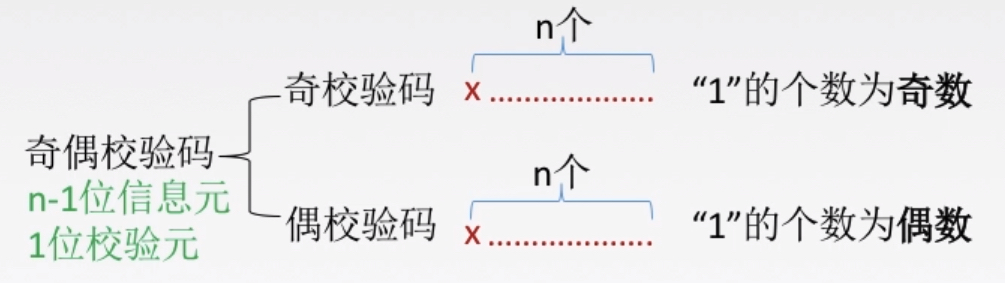 n个
奇校验码 x .................. “1”的个数为奇数
奇偶校验码
n-1位信息元
1位校验元
n个
偶校验码 x .................. “1”的个数为偶数